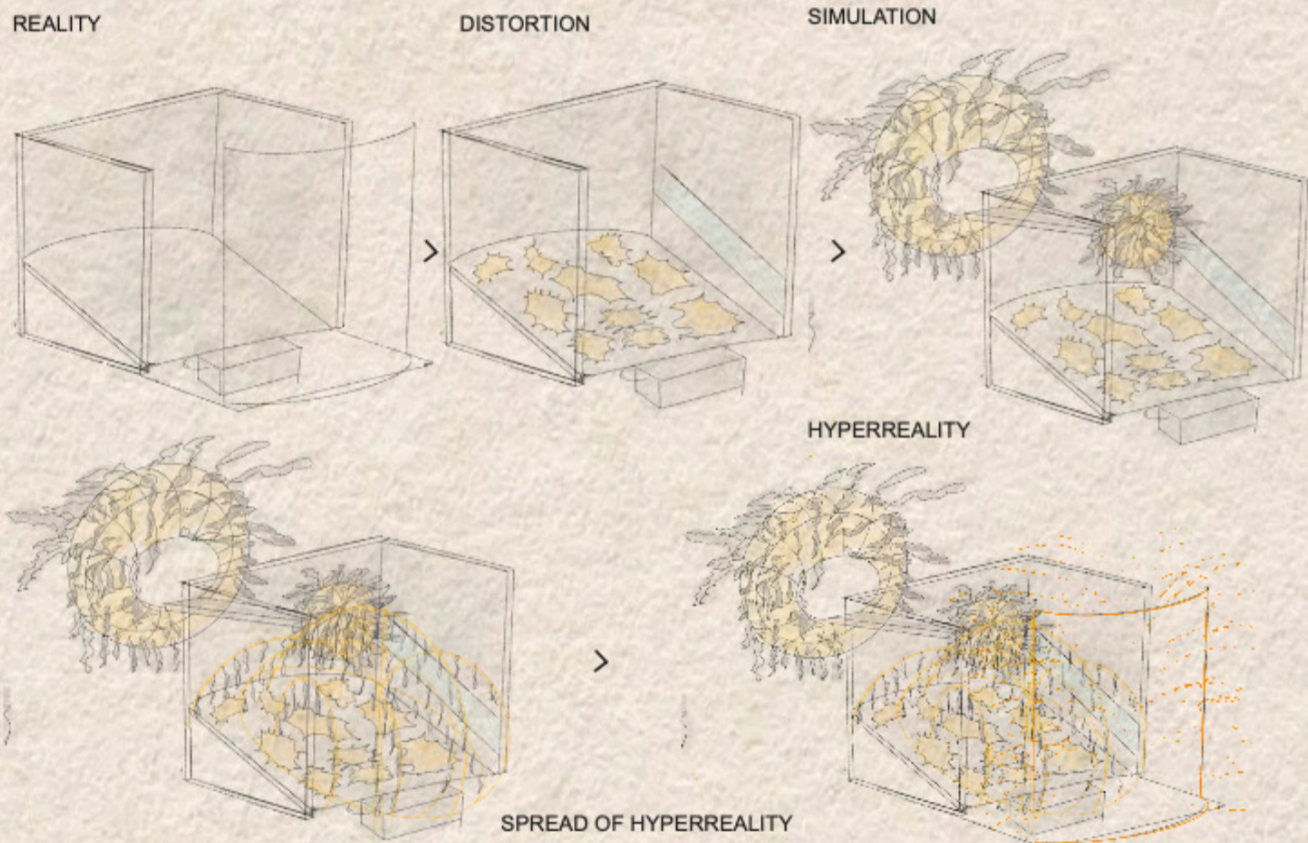 REALITY
DISTORTION
SIMULATION
>
>
HYPERREALITY
>
SPREAD OF HYPERREALITY